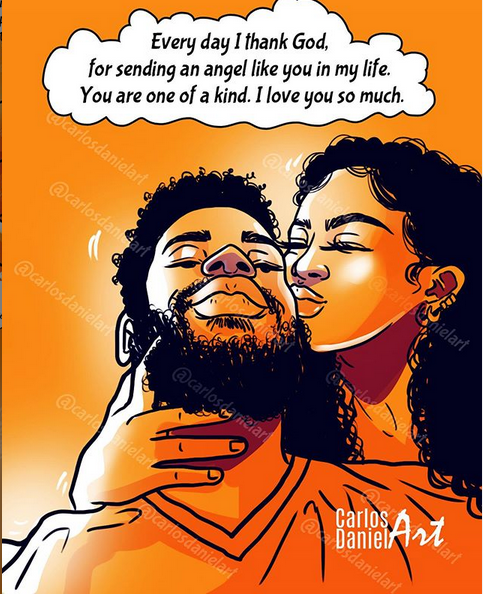 Every day I thank God,
for sending an angel like you in my life.
You are one of a kind. I love you so much.
@carlosdanielart
Carlos
Daniel Art